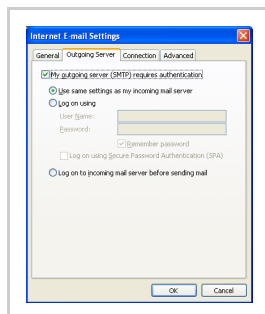 Internet E-mail Settings
General Outgoing Server Connection Advanced
My outgoing server (SMTP) requires authentication
Use same settings as my incoming mail server
Log on using
User Name:
Password:
Remember password
Log on using Secure Password Authentication (SPA)
Log on to incoming mail server before sending mail
OK Cancel